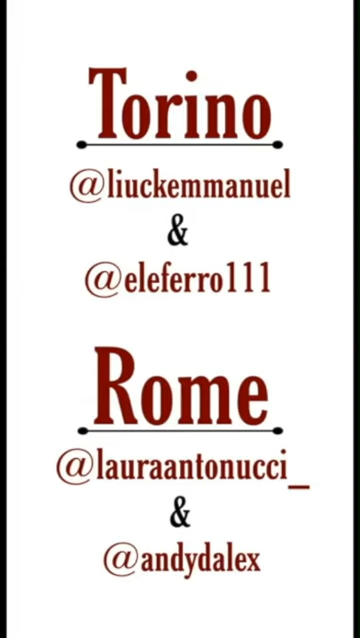 Torino
@liuckemmanuel
&
@eleferro111
Rome
@lauraantonucci_
&
@andydalex